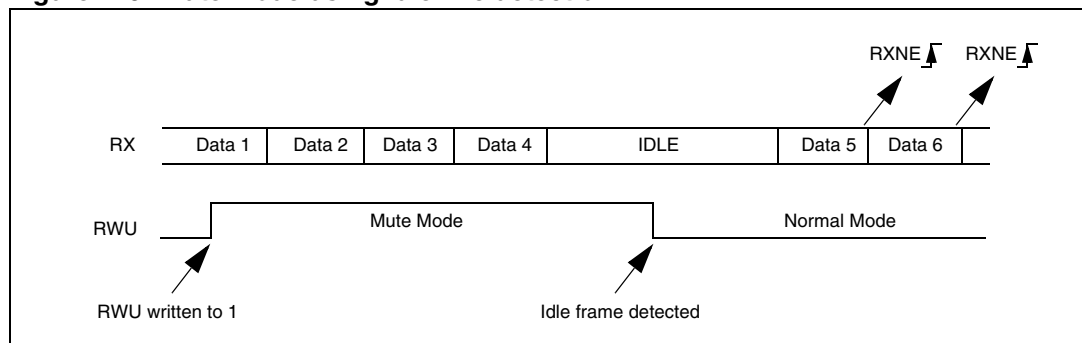 RXNE RXNE
RX Data 1 Data 2 Data 3 Data 4 IDLE Data 5 Data 6
RWU Mute Mode Normal Mode
RWU written to 1 Idle frame detected